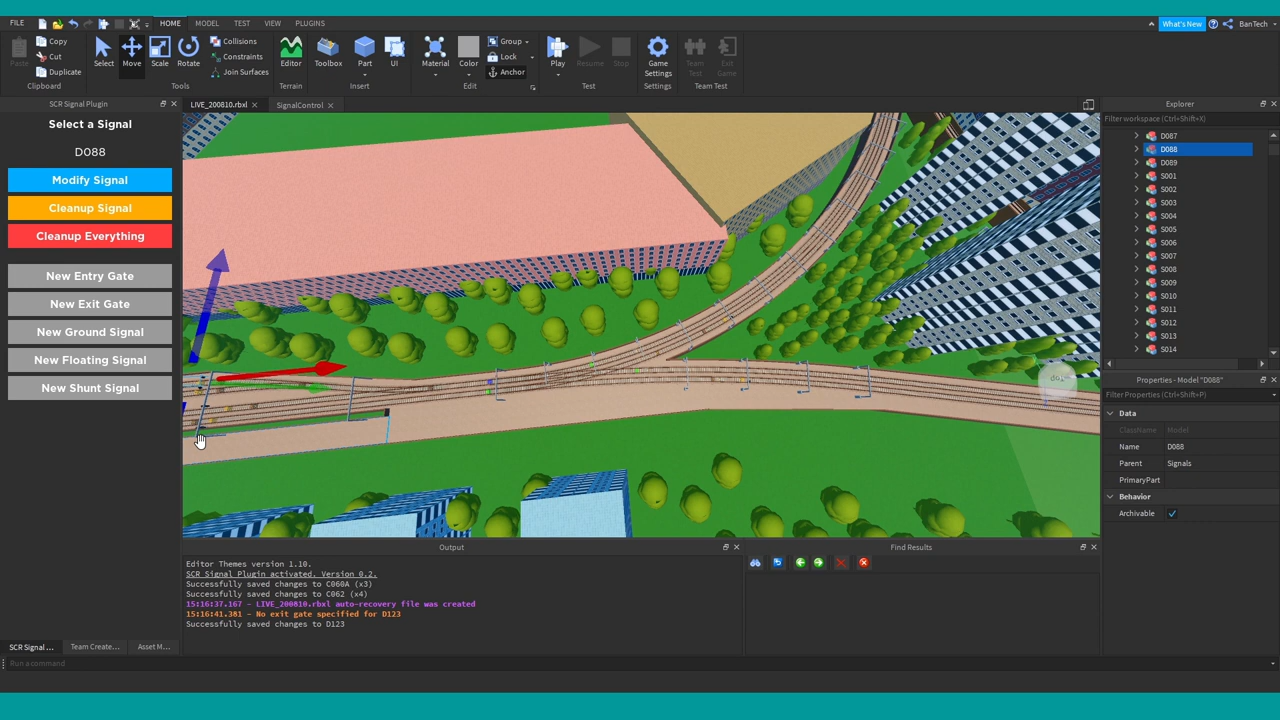 FILE HOME MODEL TEST VIEW PLUGINS What's New BanTech
Paste Copy Cut Duplicate Select Move Scale Rotate Collisions Constraints Join Surfaces Editor Toolbox Part UI Material Color Group Lock Anchor Play Resume Stop Game Settings Team Test Exit Game
Clipboard Tools Terrain Insert Edit Test Settings Team Test
SCR Signal Plugin
Select a Signal
D088
Modify Signal
Cleanup Signal
Cleanup Everything
New Entry Gate
New Exit Gate
New Ground Signal
New Floating Signal
New Shunt Signal
SCR Signal ... Team Create... Asset M...
LIVE_200810.rbxl SignalControl
Output
Editor Themes version 1.10.
SCR Signal Plugin activated. Version 0.2.
Successfully saved changes to C060A (x3)
Successfully saved changes to C062 (x4)
15:16:37.167 - LIVE_200810.rbxl auto-recovery file was created
15:16:41.381 - No exit gate specified for D123
Successfully saved changes to D123
Find Results
Explorer
Filter workspace (Ctrl+Shift+X)
D087
D088
D089
S001
S002
S003
S004
S005
S006
S007
S008
S009
S010
S011
S012
S013
S014
Properties - Model "D088"
Filter Properties (Ctrl+Shift+P)
Data
ClassName Model
Name D088
Parent Signals
PrimaryPart
Behavior
Archivable
Run a command